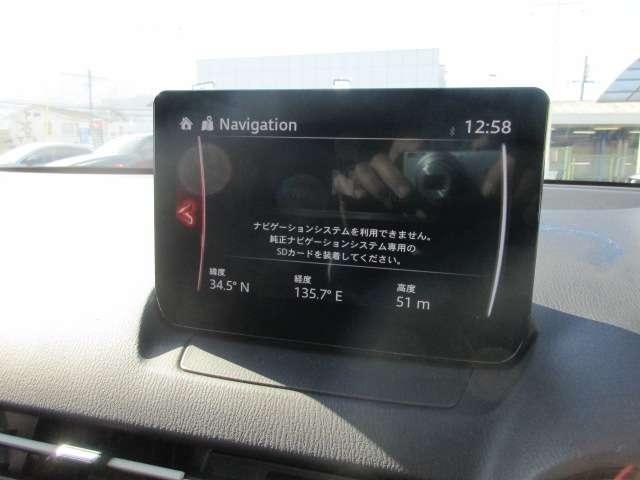 Navigation 12:58
ナビゲーションシステムを利用できません。
純正ナビゲーションシステム専用の
SDカードを装着してください。
緯度 経度 高度
34.5° N 135.7° E 51 m